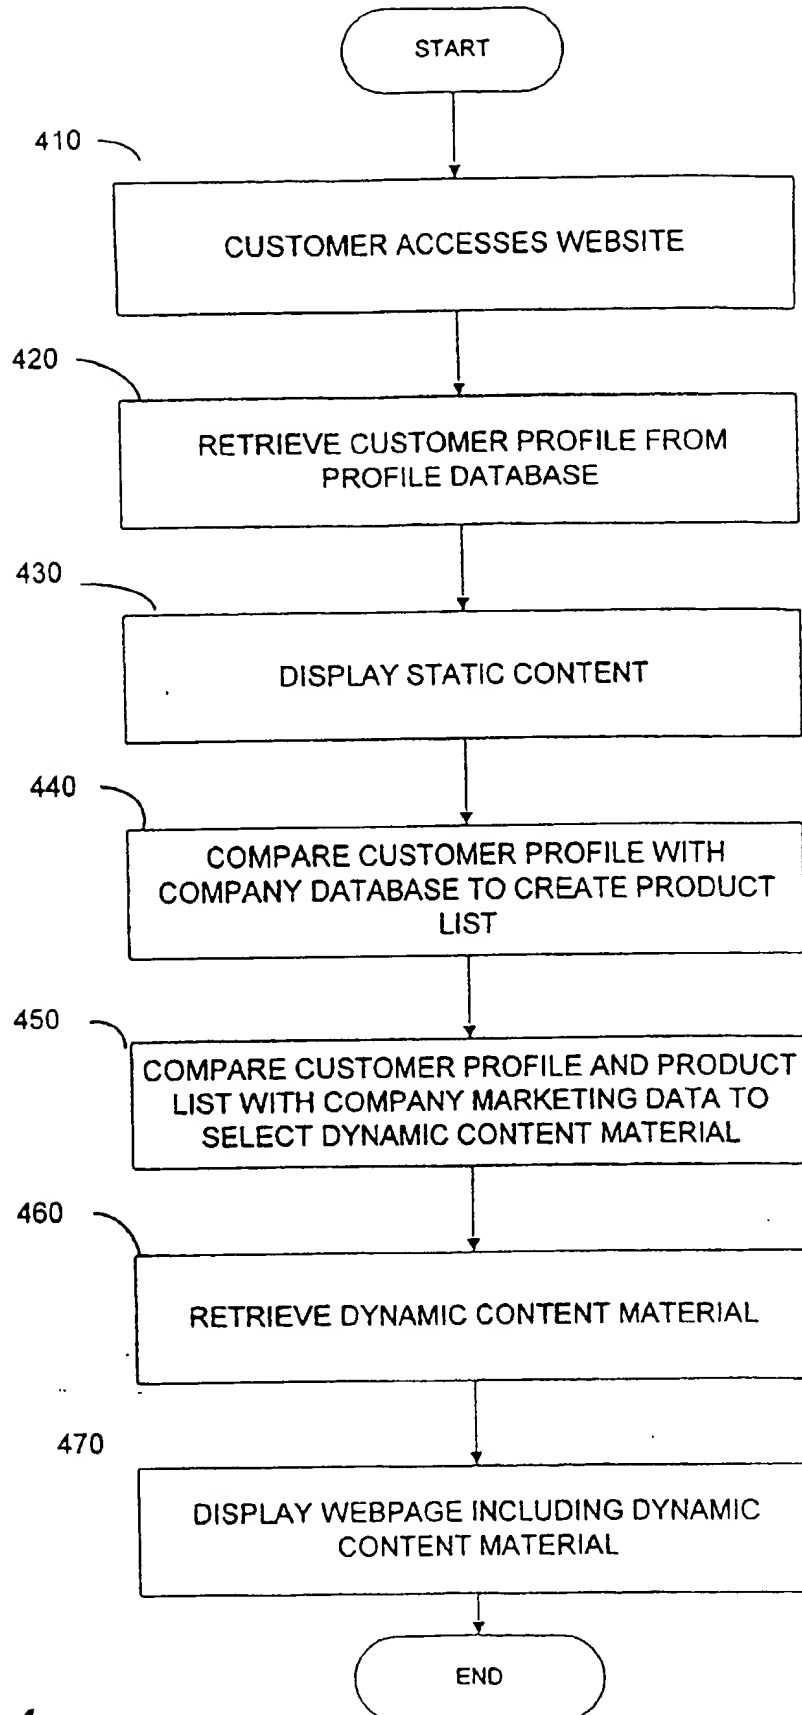 START
410
CUSTOMER ACCESSES WEBSITE
420
RETRIEVE CUSTOMER PROFILE FROM
PROFILE DATABASE
430
DISPLAY STATIC CONTENT
440
COMPARE CUSTOMER PROFILE WITH
COMPANY DATABASE TO CREATE PRODUCT
LIST
450
COMPARE CUSTOMER PROFILE AND PRODUCT
LIST WITH COMPANY MARKETING DATA TO
SELECT DYNAMIC CONTENT MATERIAL
460
RETRIEVE DYNAMIC CONTENT MATERIAL
470
DISPLAY WEBPAGE INCLUDING DYNAMIC
CONTENT MATERIAL
END